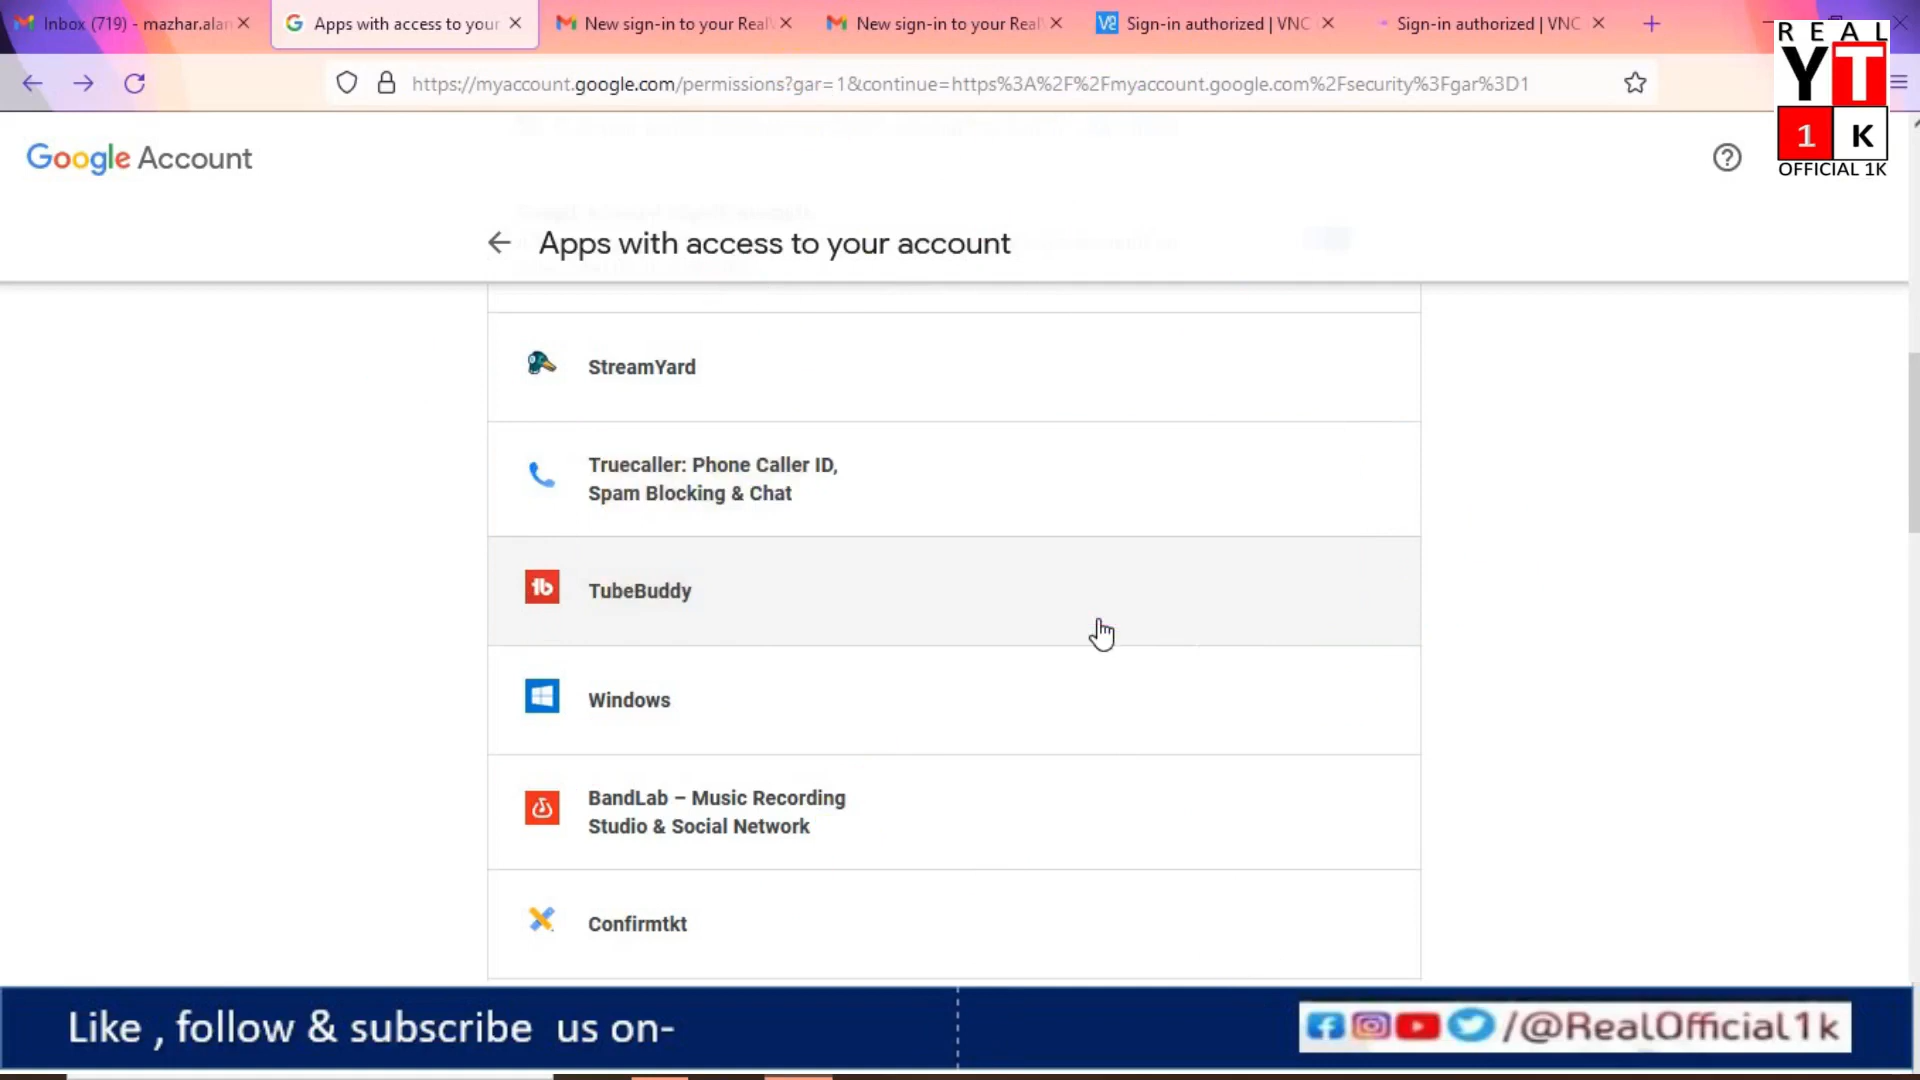 Inbox (719) - mazhar.alan
Apps with access to your
New sign-in to your Real
New sign-in to your Real
Sign-in authorized | VNC
Sign-in authorized | VNC
https://myaccount.google.com/permissions?gar=1&continue=https%3A%2F%2Fmyaccount.google.com%2Fsecurity%3Fgar%3D1
REAL
YT
1 K
OFFICIAL 1K
Google Account
Apps with access to your account
StreamYard
Truecaller: Phone Caller ID,
Spam Blocking & Chat
TubeBuddy
Windows
BandLab – Music Recording
Studio & Social Network
Confirmtkt
Like , follow & subscribe us on-
/@RealOfficial1k